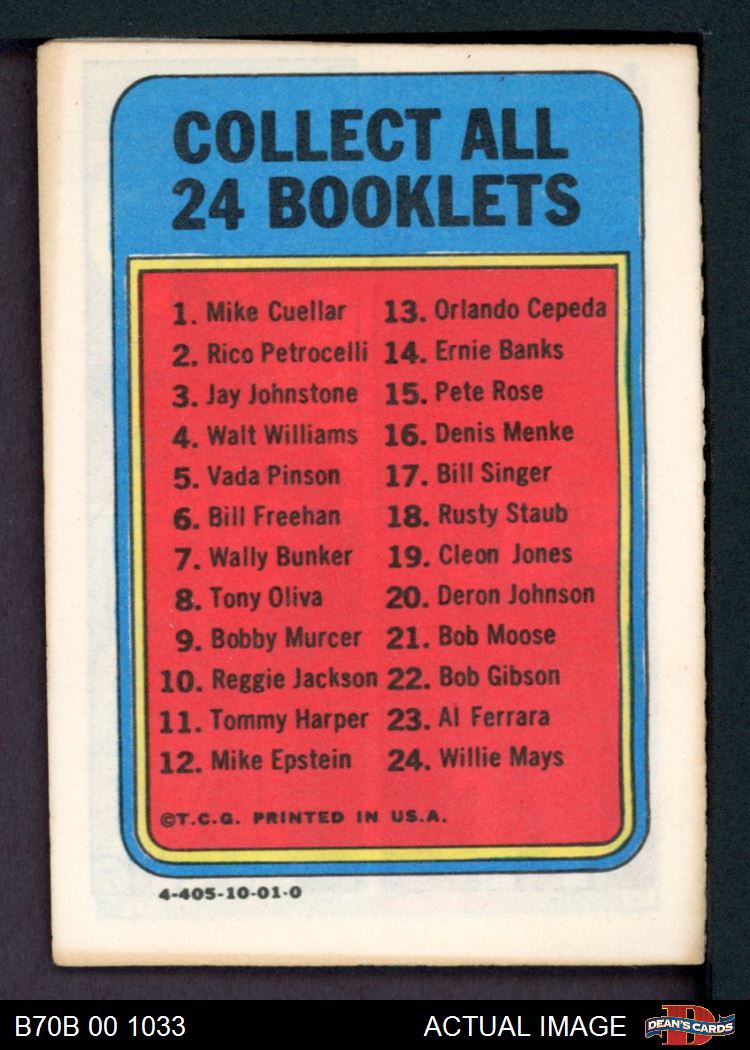 COLLECT ALL
24 BOOKLETS
1. Mike Cuellar
2. Rico Petrocelli
3. Jay Johnstone
4. Walt Williams
5. Vada Pinson
6. Bill Freehan
7. Wally Bunker
8. Tony Oliva
9. Bobby Murcer
10. Reggie Jackson
11. Tommy Harper
12. Mike Epstein
13. Orlando Cepeda
14. Ernie Banks
15. Pete Rose
16. Denis Menke
17. Bill Singer
18. Rusty Staub
19. Cleon Jones
20. Deron Johnson
21. Bob Moose
22. Bob Gibson
23. Al Ferrara
24. Willie Mays
©T.C.G. PRINTED IN U.S.A.
4-405-10-01-0
B70B 00 1033
ACTUAL IMAGE
D
DEAN'S CARDS